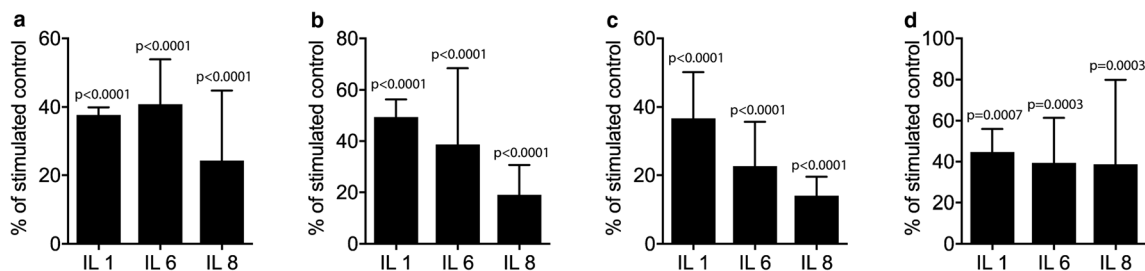 a
% of stimulated control
60
40
20
0
p<0.0001
p<0.0001
p<0.0001
IL 1 IL 6 IL 8
b
% of stimulated control
80
60
40
20
0
p<0.0001
p<0.0001
p<0.0001
IL 1 IL 6 IL 8
c
% of stimulated control
60
40
20
0
p<0.0001
p<0.0001
p<0.0001
IL 1 IL 6 IL 8
d
% of stimulated control
100
80
60
40
20
0
p=0.0007
p=0.0003
p=0.0003
IL 1 IL 6 IL 8